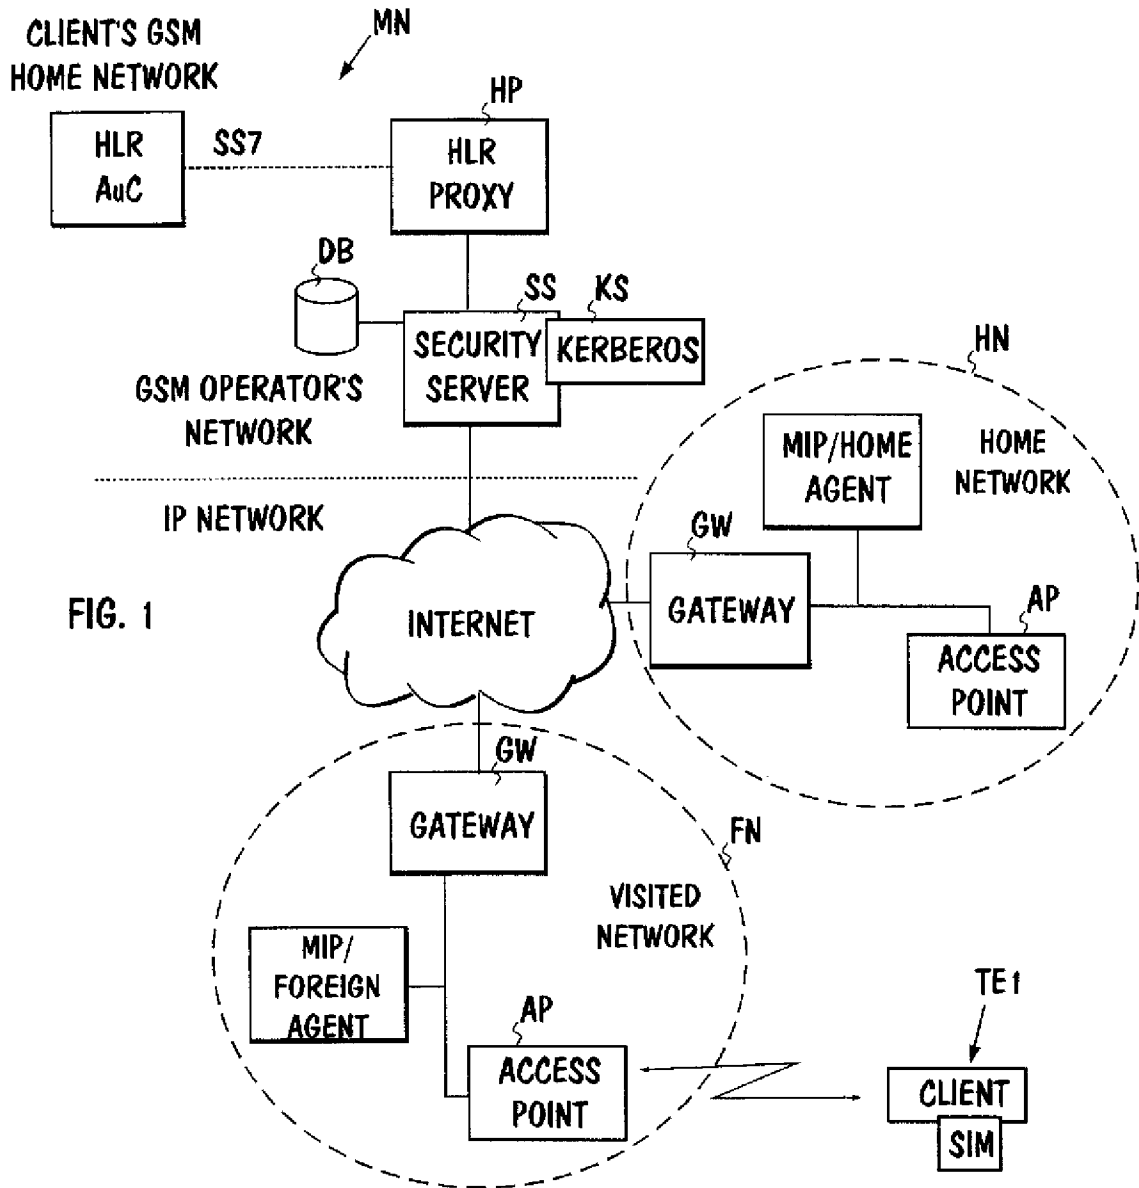 CLIENT'S GSM
HOME NETWORK
MN
HLR
AuC
SS7
HP
HLR
PROXY
DB
SS
KS
SECURITY
SERVER
KERBEROS
GSM OPERATOR'S
NETWORK
IP NETWORK
HN
MIP/HOME
AGENT
HOME
NETWORK
GW
GATEWAY
AP
ACCESS
POINT
FIG. 1
INTERNET
GW
GATEWAY
FN
VISITED
NETWORK
MIP/
FOREIGN
AGENT
AP
ACCESS
POINT
TE1
CLIENT
SIM